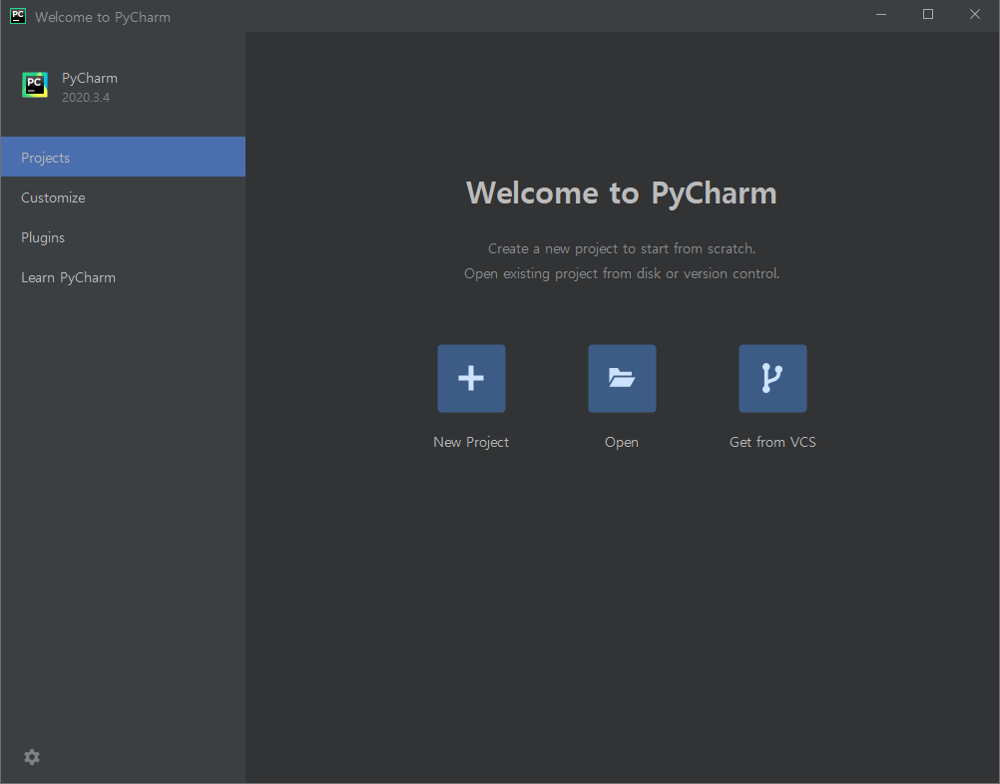 Welcome to PyCharm
PyCharm
2020.3.4
Projects
Customize
Plugins
Learn PyCharm
Welcome to PyCharm
Create a new project to start from scratch.
Open existing project from disk or version control.
New Project
Open
Get from VCS